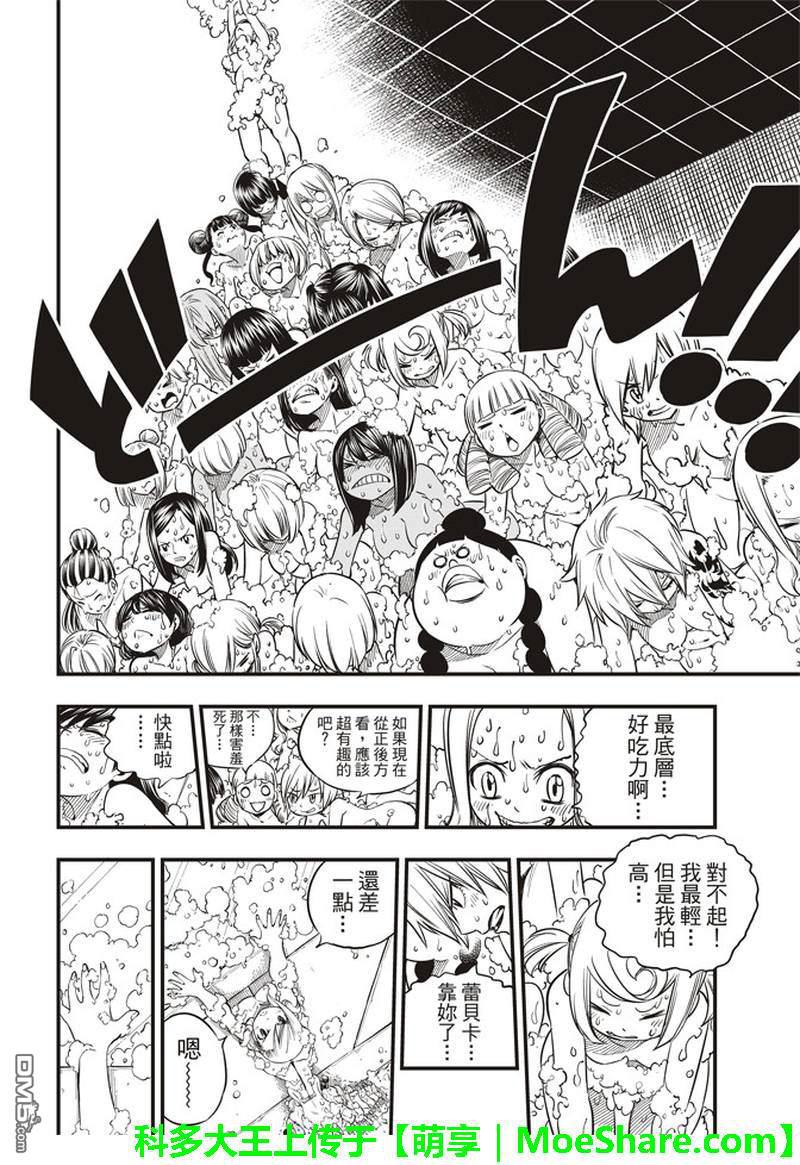 どーーん!!!
最底層…
好吃力啊…
如果現在
從正後方
看，應該
超有趣的
吧?
不…
那樣害羞
死了…
快點啦
……
對不起!
我最輕…
但是我怕
高…
蕾貝卡…
靠妳了…
還差
一點…
嗯～～～～
DM5.com
科多大王上传于【萌享】| MoeShare.com】